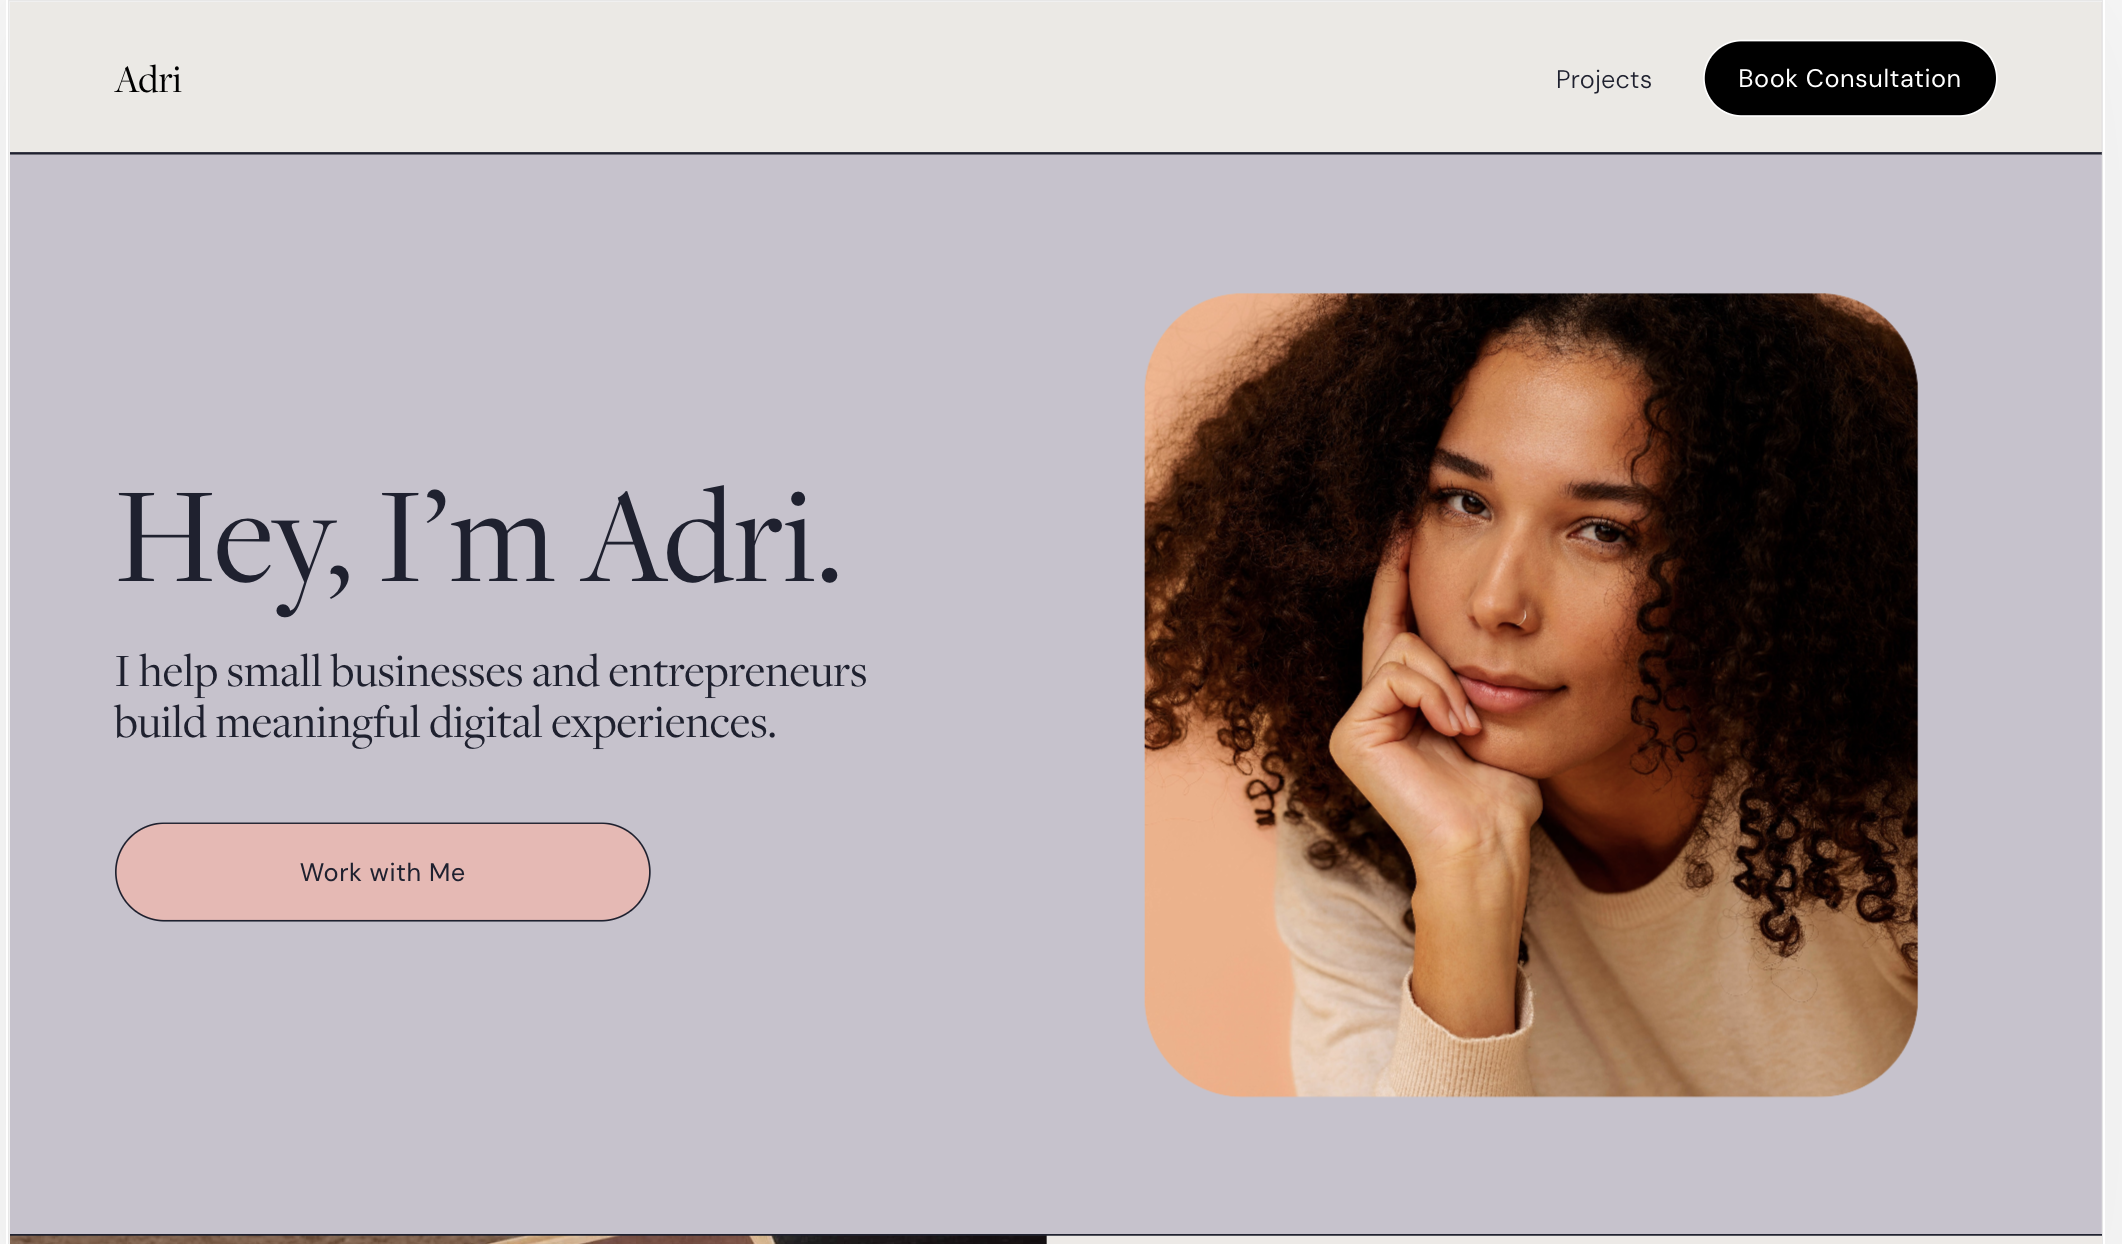 Adri
Projects
Book Consultation
Hey, I’m Adri.
I help small businesses and entrepreneurs
build meaningful digital experiences.
Work with Me